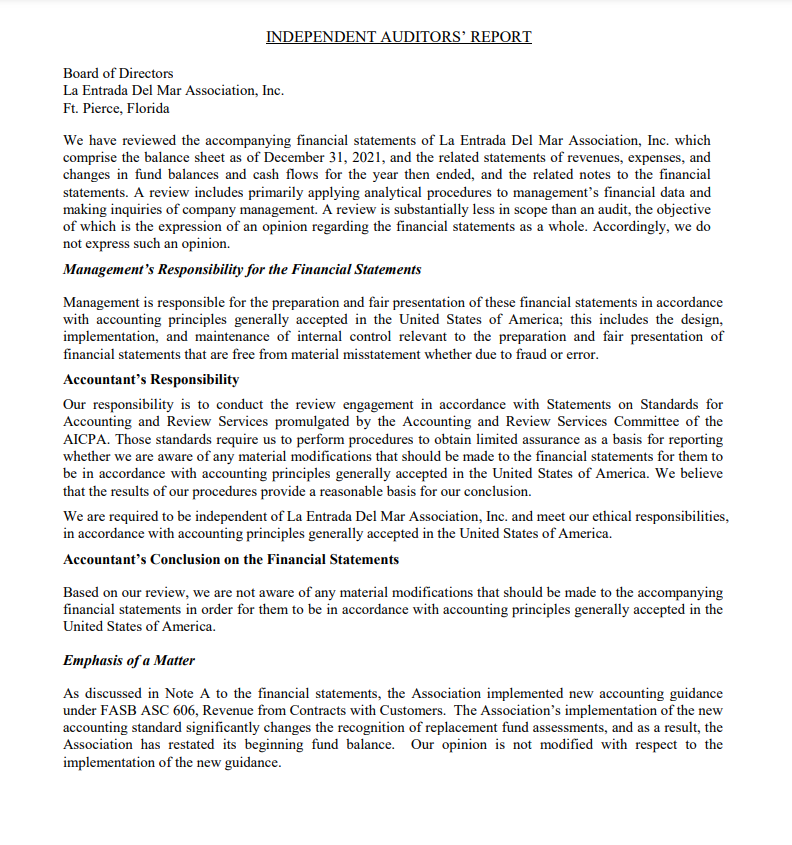 INDEPENDENT AUDITORS' REPORT
Board of Directors
La Entrada Del Mar Association, Inc.
Ft. Pierce, Florida
We have reviewed the accompanying financial statements of La Entrada Del Mar Association, Inc. which
comprise the balance sheet as of December 31, 2021, and the related statements of revenues, expenses, and
changes in fund balances and cash flows for the year then ended, and the related notes to the financial
statements. A review includes primarily applying analytical procedures to management's financial data and
making inquiries of company management. A review is substantially less in scope than an audit, the objective
of which is the expression of an opinion regarding the financial statements as a whole. Accordingly, we do
not express such an opinion.
Management's Responsibility for the Financial Statements
Management is responsible for the preparation and fair presentation of these financial statements in accordance
with accounting principles generally accepted in the United States of America; this includes the design,
implementation, and maintenance of internal control relevant to the preparation and fair presentation of
financial statements that are free from material misstatement whether due to fraud or error.
Accountant's Responsibility
Our responsibility is to conduct the review engagement in accordance with Statements on Standards for
Accounting and Review Services promulgated by the Accounting and Review Services Committee of the
AICPA. Those standards require us to perform procedures to obtain limited assurance as a basis for reporting
whether we are aware of any material modifications that should be made to the financial statements for them to
be in accordance with accounting principles generally accepted in the United States of America. We believe
that the results of our procedures provide a reasonable basis for our conclusion.
We are required to be independent of La Entrada Del Mar Association, Inc. and meet our ethical responsibilities,
in accordance with accounting principles generally accepted in the United States of America.
Accountant's Conclusion on the Financial Statements
Based on our review, we are not aware of any material modifications that should be made to the accompanying
financial statements in order for them to be in accordance with accounting principles generally accepted in the
United States of America.
Emphasis of a Matter
As discussed in Note A to the financial statements, the Association implemented new accounting guidance
under FASB ASC 606, Revenue from Contracts with Customers. The Association's implementation of the new
accounting standard significantly changes the recognition of replacement fund assessments, and as a result, the
Association has restated its beginning fund balance. Our opinion is not modified with respect to the
implementation of the new guidance.